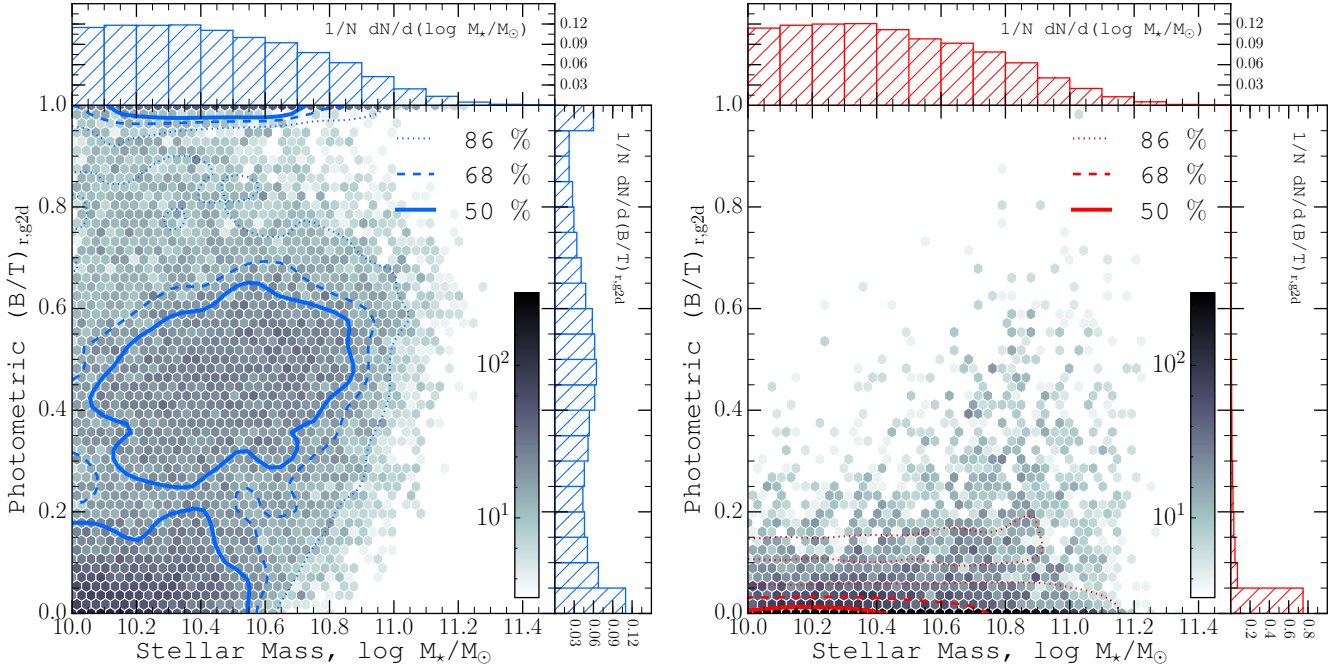 1/N dN/d(log M⋆/M⊙)
0.12
0.09
0.06
0.03
1.0
0.8
0.6
0.4
0.2
0.0
Photometric (B/T)r,g2d
86 %
68 %
50 %
10²
10¹
10.0 10.2 10.4 10.6 10.8 11.0 11.2 11.4
Stellar Mass, log M⋆/M⊙
1/N dN/d(B/T)r,g2d
0.03 0.06 0.09 0.12
1/N dN/d(log M⋆/M⊙)
0.12
0.09
0.06
0.03
1.0
0.8
0.6
0.4
0.2
0.0
Photometric (B/T)r,g2d
86 %
68 %
50 %
10²
10¹
10.0 10.2 10.4 10.6 10.8 11.0 11.2 11.4
Stellar Mass, log M⋆/M⊙
1/N dN/d(B/T)r,g2d
0.2 0.4 0.6 0.8